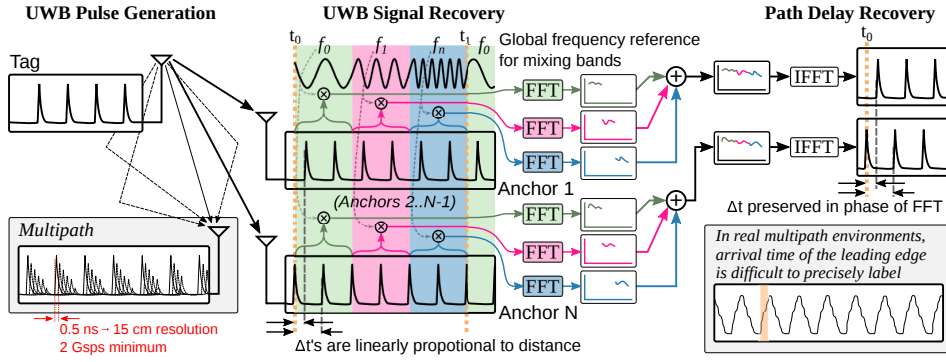 UWB Pulse Generation
UWB Signal Recovery
Path Delay Recovery
Tag
t0
f0
f1
fn
t1
f0
Global frequency reference
for mixing bands
t0
FFT
FFT
FFT
IFFT
IFFT
Anchor 1
(Anchors 2..N-1)
FFT
FFT
FFT
Anchor N
Δt's are linearly propotional to distance
Δt preserved in phase of FFT
Multipath
0.5 ns→15 cm resolution
2 Gsps minimum
In real multipath environments,
arrival time of the leading edge
is difficult to precisely label